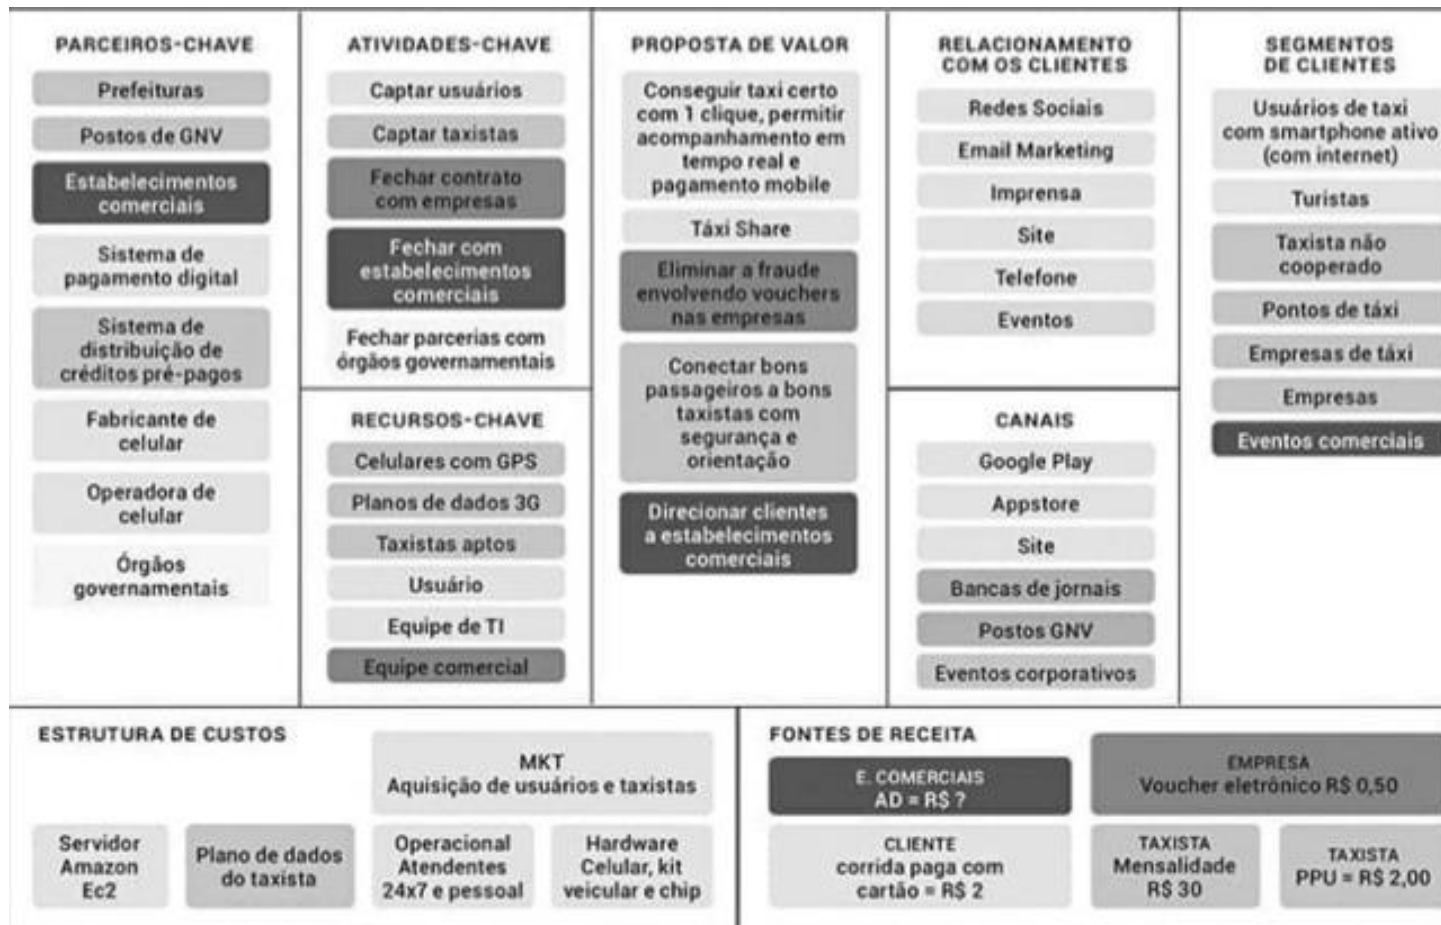 PARCEIROS-CHAVE
Prefeituras
Postos de GNV
Estabelecimentos
comerciais
Sistema de
pagamento digital
Sistema de
distribuição de
créditos pré-pagos
Fabricante de
celular
Operadora de
celular
Órgãos
governamentais
ATIVIDADES-CHAVE
Captar usuários
Captar taxistas
Fechar contrato
com empresas
Fechar com
estabelecimentos
comerciais
Fechar parcerias com
órgãos governamentais
RECURSOS-CHAVE
Celulares com GPS
Planos de dados 3G
Taxistas aptos
Usuário
Equipe de TI
Equipe comercial
PROPOSTA DE VALOR
Conseguir taxi certo
com 1 clique, permitir
acompanhamento em
tempo real e
pagamento mobile
Táxi Share
Eliminar a fraude
envolvendo vouchers
nas empresas
Conectar bons
passageiros a bons
taxistas com
segurança e
orientação
Direcionar clientes
a estabelecimentos
comerciais
RELACIONAMENTO
COM OS CLIENTES
Redes Sociais
Email Marketing
Imprensa
Site
Telefone
Eventos
CANAIS
Google Play
Appstore
Site
Bancas de jornais
Postos GNV
Eventos corporativos
SEGMENTOS
DE CLIENTES
Usuários de taxi
com smartphone ativo
(com internet)
Turistas
Taxista não
cooperado
Pontos de táxi
Empresas de táxi
Empresas
Eventos comerciais
ESTRUTURA DE CUSTOS
MKT
Aquisição de usuários e taxistas
Servidor
Amazon
Ec2
Plano de dados
do taxista
Operacional
Atendentes
24x7 e pessoal
Hardware
Celular, kit
veicular e chip
FONTES DE RECEITA
E. COMERCIAIS
AD = R$ ?
EMPRESA
Voucher eletrônico R$ 0,50
CLIENTE
corrida paga com
cartão = R$ 2
TAXISTA
Mensalidade
R$ 30
TAXISTA
PPU = R$ 2,00